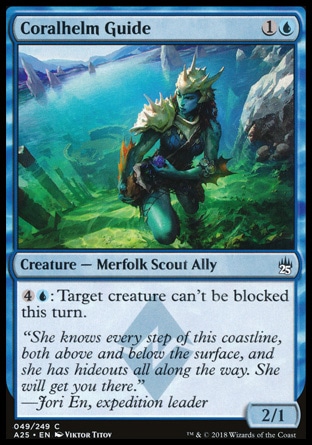 Coralhelm Guide 1
Creature — Merfolk Scout Ally 25
4 : Target creature can't be blocked
this turn.
“She knows every step of this coastline,
both above and below the surface, and
she has hideouts all along the way. She
will get you there.”
—Jori En, expedition leader
2/1
049/249 C
A25 • EN Viktor Titov
™ & © 2018 Wizards of the Coast